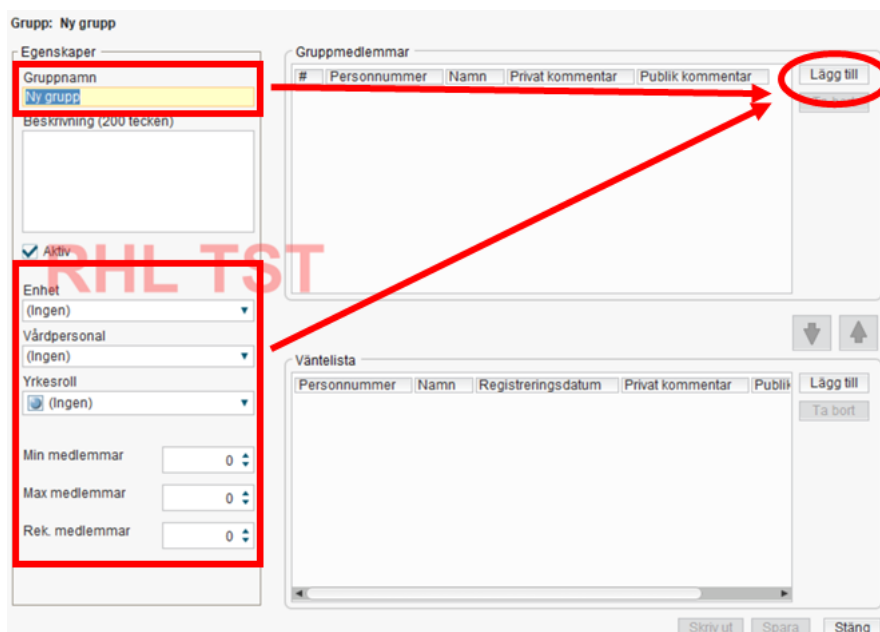 Grupp: Ny grupp
Egenskaper
Gruppnamn
Ny grupp
Beskrivning (200 tecken)
Aktiv
RHL TST
Enhet
(Ingen)
Vårdpersonal
(Ingen)
Yrkesroll
(Ingen)
Min medlemmar 0
Max medlemmar 0
Rek. medlemmar 0
Gruppmedlemmar
# Personnummer Namn Privat kommentar Publik kommentar
Lägg till
Ta bort
Väntelista
Personnummer Namn Registreringsdatum Privat kommentar Publik
Lägg till
Ta bort
Skriv ut Spara Stäng